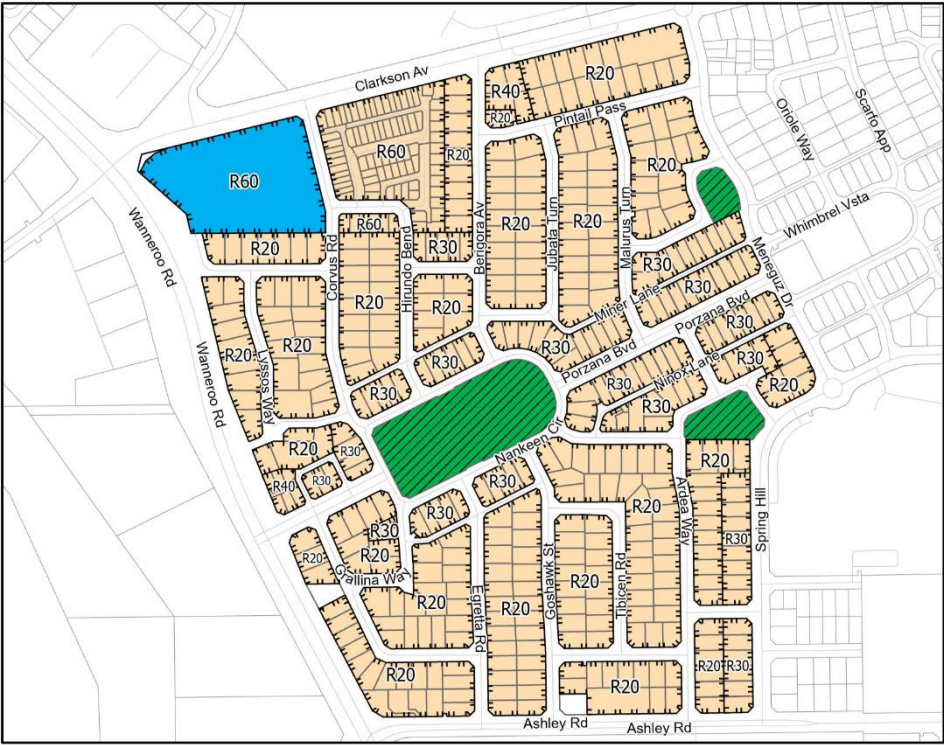 Clarkson Av
R20
R40
R20
Pintail Pass
Oriole Way
Scarfo App
R60
R60
R20
R20
R20
R20
Jubata Turn
Malurus Turn
Whimbrel Vsta
Wanneroo Rd
R20
Corvus Rd
R60
Hirundo Bend
R30
Berigora Av
R30
Miner Lane
R30
Meneguz Dr
R20
R20
R20
R20
Lyssos Way
Wanneroo Rd
R30
R30
R30
Porzana Bvd
Porzana Bvd
R30
R30
Ninox Lane
R30
R30
R20
R20
R30
Nankeen Cir
R40
R30
R20
R30
R30
R20
Ardea Way
Spring Hill
R30
R30
R20
R20
Grallina Way
R20
Egretta Rd
R20
Goshawk St
R20
Tibicen Rd
R20
R20
R20
R30
Ashley Rd
Ashley Rd